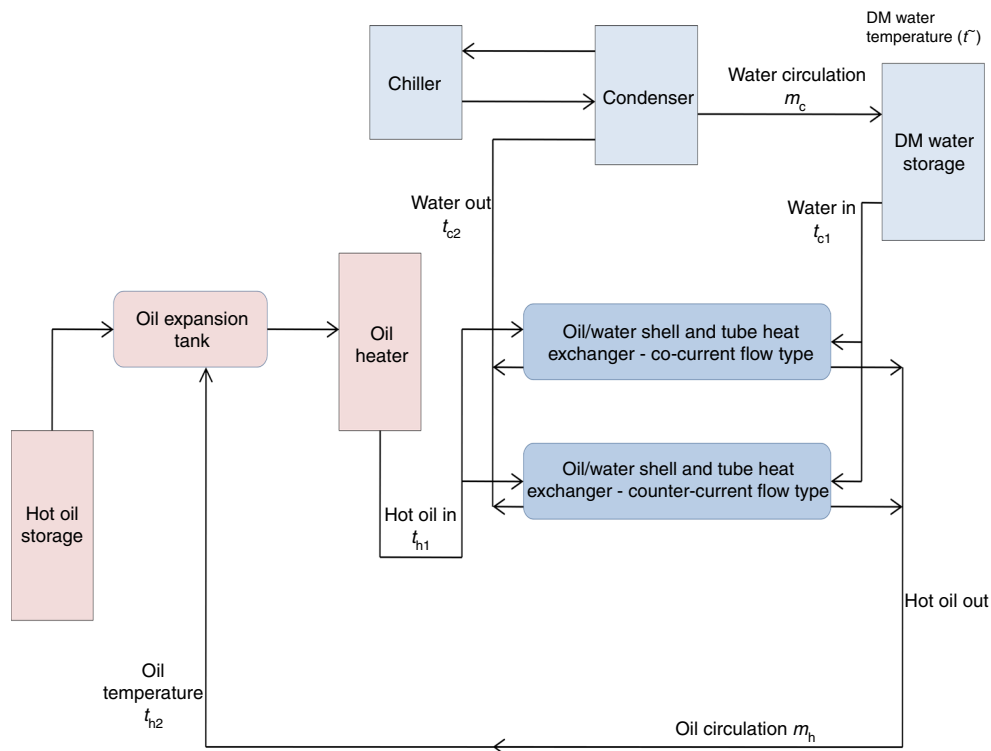 DM water
temperature (t˜)
Chiller
Condenser
Water circulation
mc
DM water
storage
Water out
tc2
Water in
tc1
Oil expansion
tank
Oil
heater
Oil/water shell and tube heat
exchanger - co-current flow type
Oil/water shell and tube heat
exchanger - counter-current flow type
Hot oil
storage
Hot oil in
th1
Hot oil out
Oil
temperature
th2
Oil circulation mh